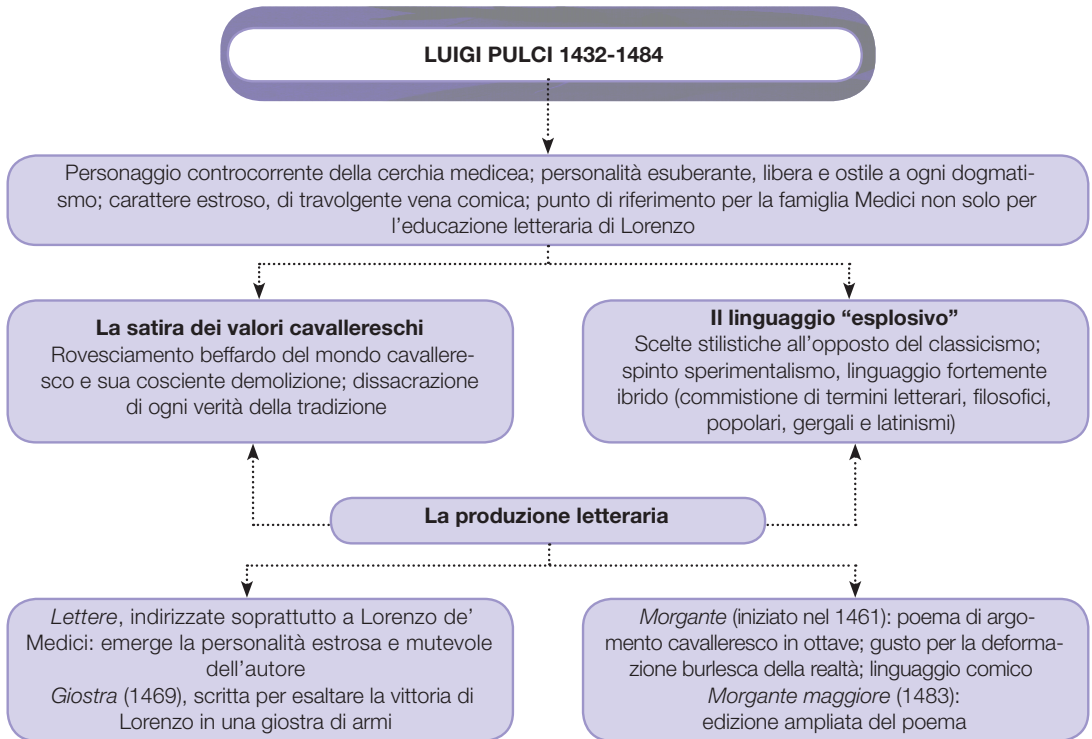 LUIGI PULCI 1432-1484
Personaggio controcorrente della cerchia medicea; personalità esuberante, libera e ostile a ogni dogmati-
smo; carattere estroso, di travolgente vena comica; punto di riferimento per la famiglia Medici non solo per
l'educazione letteraria di Lorenzo
La satira dei valori cavallereschi
Rovesciamento beffardo del mondo cavallere-
sco e sua cosciente demolizione; dissacrazione
di ogni verità della tradizione
Il linguaggio “esplosivo”
Scelte stilistiche all'opposto del classicismo;
spinto sperimentalismo, linguaggio fortemente
ibrido (commistione di termini letterari, filosofici,
popolari, gergali e latinismi)
La produzione letteraria
Lettere, indirizzate soprattutto a Lorenzo de'
Medici: emerge la personalità estrosa e mutevole
dell'autore
Giostra (1469), scritta per esaltare la vittoria di
Lorenzo in una giostra di armi
Morgante (iniziato nel 1461): poema di argo-
mento cavalleresco in ottave; gusto per la deforma-
zione burlesca della realtà; linguaggio comico
Morgante maggiore (1483):
edizione ampliata del poema